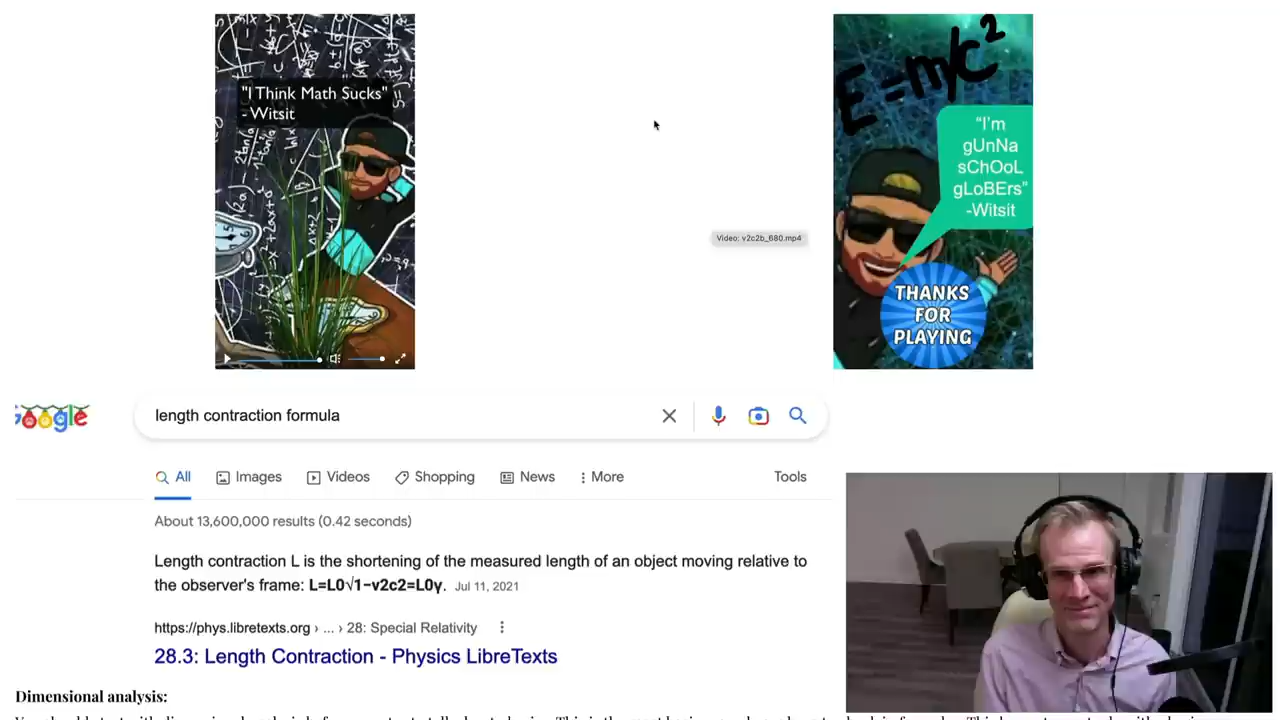 "I Think Math Sucks"
- Witsit
E=m/c²
"I'm
gUnNa
sChOoL
gLoBErs"
-Witsit
THANKS
FOR
PLAYING
Video: v2c2b_680.mp4
Google
length contraction formula
All Images Videos Shopping News More Tools
About 13,600,000 results (0.42 seconds)
Length contraction L is the shortening of the measured length of an object moving relative to
the observer's frame: L=L0√1−v2c2=L0γ. Jul 11, 2021
https://phys.libretexts.org › ... › 28: Special Relativity
28.3: Length Contraction - Physics LibreTexts
Dimensional analysis: